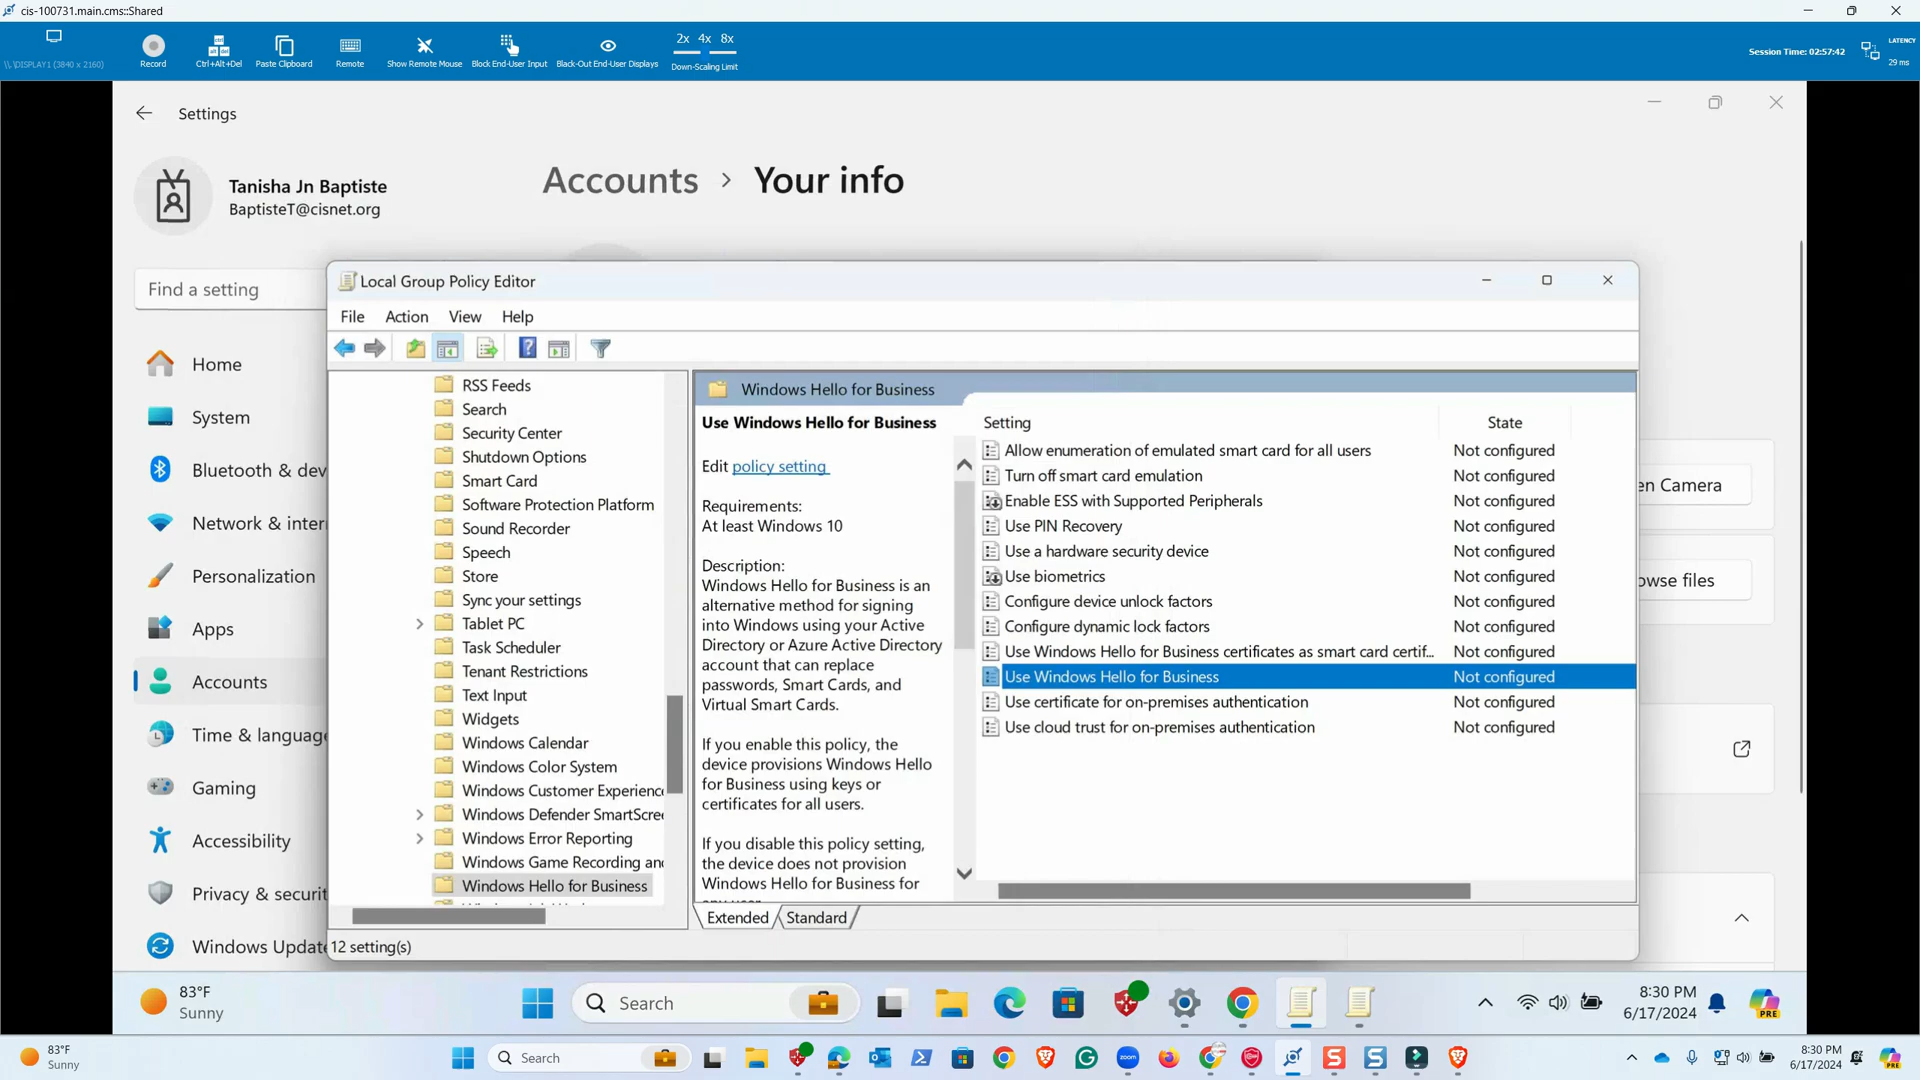 cis-100731.main.cms::Shared
\\.\DISPLAY1 (3840 x 2160)
Record
Ctrl+Alt+Del
Paste Clipboard
Remote
Show Remote Mouse
Block End-User Input
Black-Out End-User Displays
2x 4x 8x
Down-Scaling Limit
Session Time: 02:57:42
LATENCY
29 ms
Settings
Tanisha Jn Baptiste
BaptisteT@cisnet.org
Accounts > Your info
Find a setting
Home
System
Bluetooth & dev
Network & inter
Personalization
Apps
Accounts
Time & language
Gaming
Accessibility
Privacy & securit
Windows Update
Local Group Policy Editor
File Action View Help
RSS Feeds
Search
Security Center
Shutdown Options
Smart Card
Software Protection Platform
Sound Recorder
Speech
Store
Sync your settings
Tablet PC
Task Scheduler
Tenant Restrictions
Text Input
Widgets
Windows Calendar
Windows Color System
Windows Customer Experience
Windows Defender SmartScree
Windows Error Reporting
Windows Game Recording and
Windows Hello for Business
Windows Hello for Business
Use Windows Hello for Business
Edit policy setting
Requirements:
At least Windows 10
Description:
Windows Hello for Business is an
alternative method for signing
into Windows using your Active
Directory or Azure Active Directory
account that can replace
passwords, Smart Cards, and
Virtual Smart Cards.
If you enable this policy, the
device provisions Windows Hello
for Business using keys or
certificates for all users.
If you disable this policy setting,
the device does not provision
Windows Hello for Business for
any user.
Setting State
Allow enumeration of emulated smart card for all users Not configured
Turn off smart card emulation Not configured
Enable ESS with Supported Peripherals Not configured
Use PIN Recovery Not configured
Use a hardware security device Not configured
Use biometrics Not configured
Configure device unlock factors Not configured
Configure dynamic lock factors Not configured
Use Windows Hello for Business certificates as smart card certif... Not configured
Use Windows Hello for Business Not configured
Use certificate for on-premises authentication Not configured
Use cloud trust for on-premises authentication Not configured
Extended Standard
12 setting(s)
en Camera
owse files
83°F
Sunny
Search
8:30 PM
6/17/2024
PRE
83°F
Sunny
Search
zoom
8:30 PM
6/17/2024
PRE